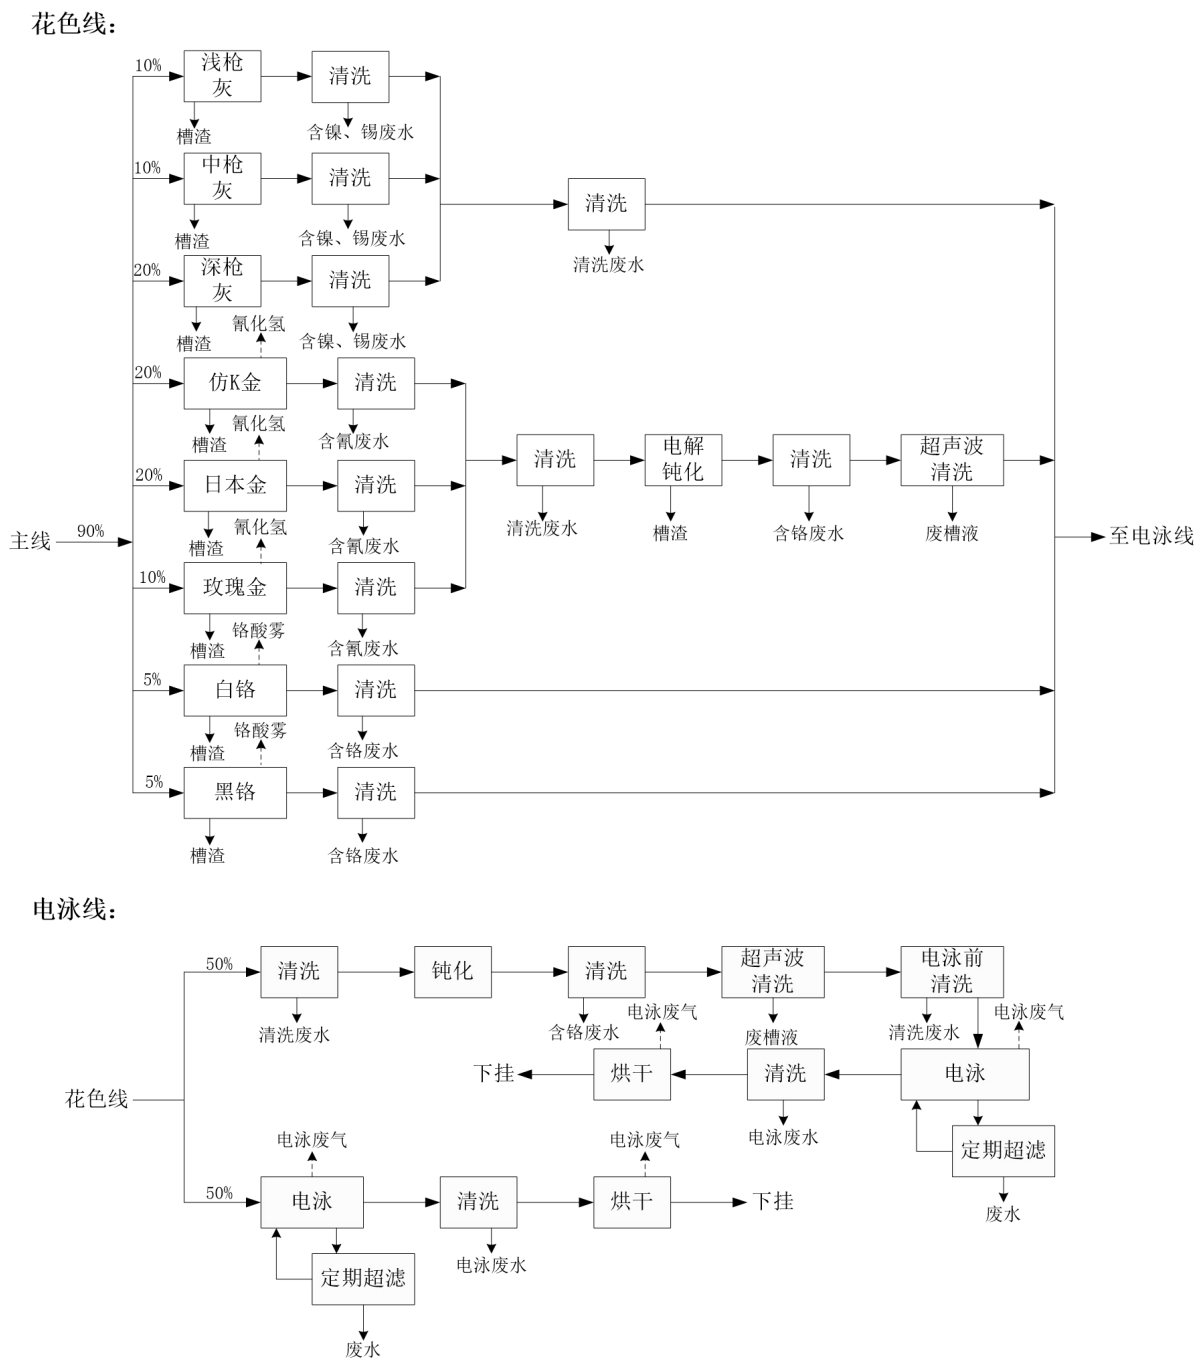 花色线：
10%
浅枪
灰
清洗
槽渣
含镍、锡废水
10%
中枪
灰
清洗
槽渣
含镍、锡废水
清洗
清洗废水
20%
深枪
灰
清洗
槽渣
含镍、锡废水
氰化氢
20%
仿K金
清洗
槽渣
含氰废水
氰化氢
20%
日本金
清洗
槽渣
含氰废水
清洗
清洗废水
电解
钝化
槽渣
清洗
含铬废水
超声波
清洗
废槽液
主线
90%
至电泳线
氰化氢
10%
玫瑰金
清洗
槽渣
含氰废水
铬酸雾
5%
白铬
清洗
槽渣
含铬废水
铬酸雾
5%
黑铬
清洗
槽渣
含铬废水
电泳线：
50%
清洗
清洗废水
钝化
清洗
含铬废水
超声波
清洗
废槽液
电泳前
清洗
清洗废水
电泳废气
电泳废气
下挂
烘干
清洗
电泳
电泳废水
定期超滤
废水
花色线
电泳废气
电泳废气
50%
电泳
清洗
烘干
下挂
电泳废水
定期超滤
废水